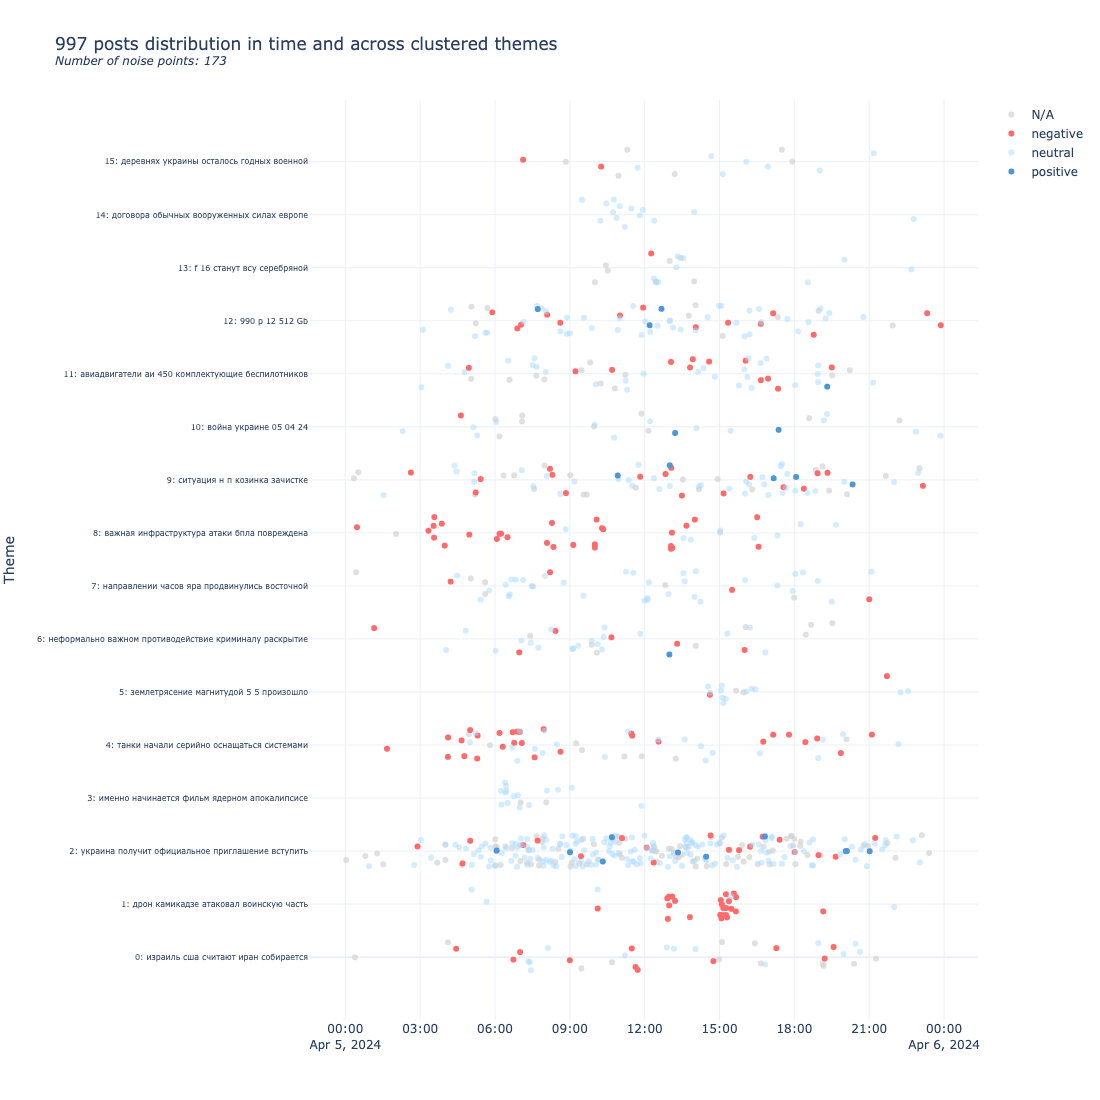 997 posts distribution in time and across clustered themes
Number of noise points: 173
N/A
negative
neutral
positive
Theme
15: деревнях украины осталось годных военной
14: договора обычных вооруженных силах европе
13: f 16 станут всу серебряной
12: 990 р 12 512 Gb
11: авиадвигатели аи 450 комплектующие беспилотников
10: война украине 05 04 24
9: ситуация н п козинка зачистке
8: важная инфраструктура атаки бпла повреждена
7: направлении часов яра продвинулись восточной
6: неформально важном противодействие криминалу раскрытие
5: землетрясение магнитудой 5 5 произошло
4: танки начали серийно оснащаться системами
3: именно начинается фильм ядерном апокалипсисе
2: украина получит официальное приглашение вступить
1: дрон камикадзе атаковал воинскую часть
0: израиль сша считают иран собирается
00:00 03:00 06:00 09:00 12:00 15:00 18:00 21:00 00:00
Apr 5, 2024 Apr 6, 2024